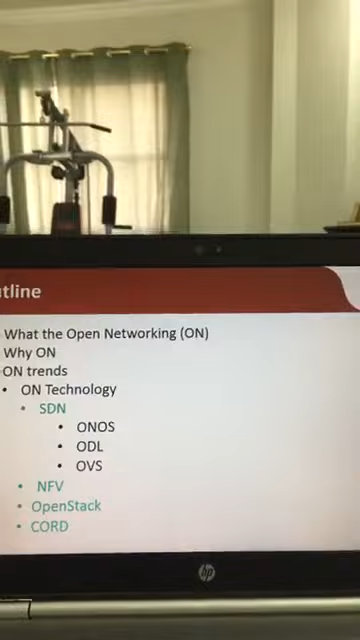 tline
What the Open Networking (ON)
Why ON
ON trends
• ON Technology
• SDN
• ONOS
• ODL
• OVS
• NFV
• OpenStack
• CORD
hp